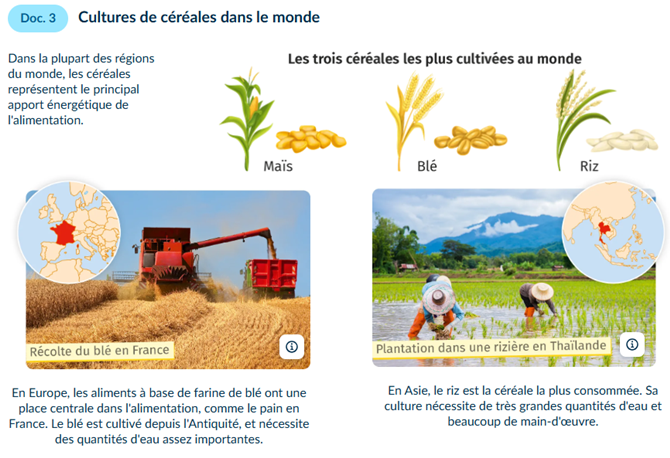 Doc. 3
Cultures de céréales dans le monde
Dans la plupart des régions
du monde, les céréales
représentent le principal
apport énergétique de
l'alimentation.
Les trois céréales les plus cultivées au monde
Maïs
Blé
Riz
Récolte du blé en France
En Europe, les aliments à base de farine de blé ont une
place centrale dans l'alimentation, comme le pain en
France. Le blé est cultivé depuis l'Antiquité, et nécessite
des quantités d'eau assez importantes.
Plantation dans une rizière en Thaïlande
En Asie, le riz est la céréale la plus consommée. Sa
culture nécessite de très grandes quantités d'eau et
beaucoup de main-d'œuvre.